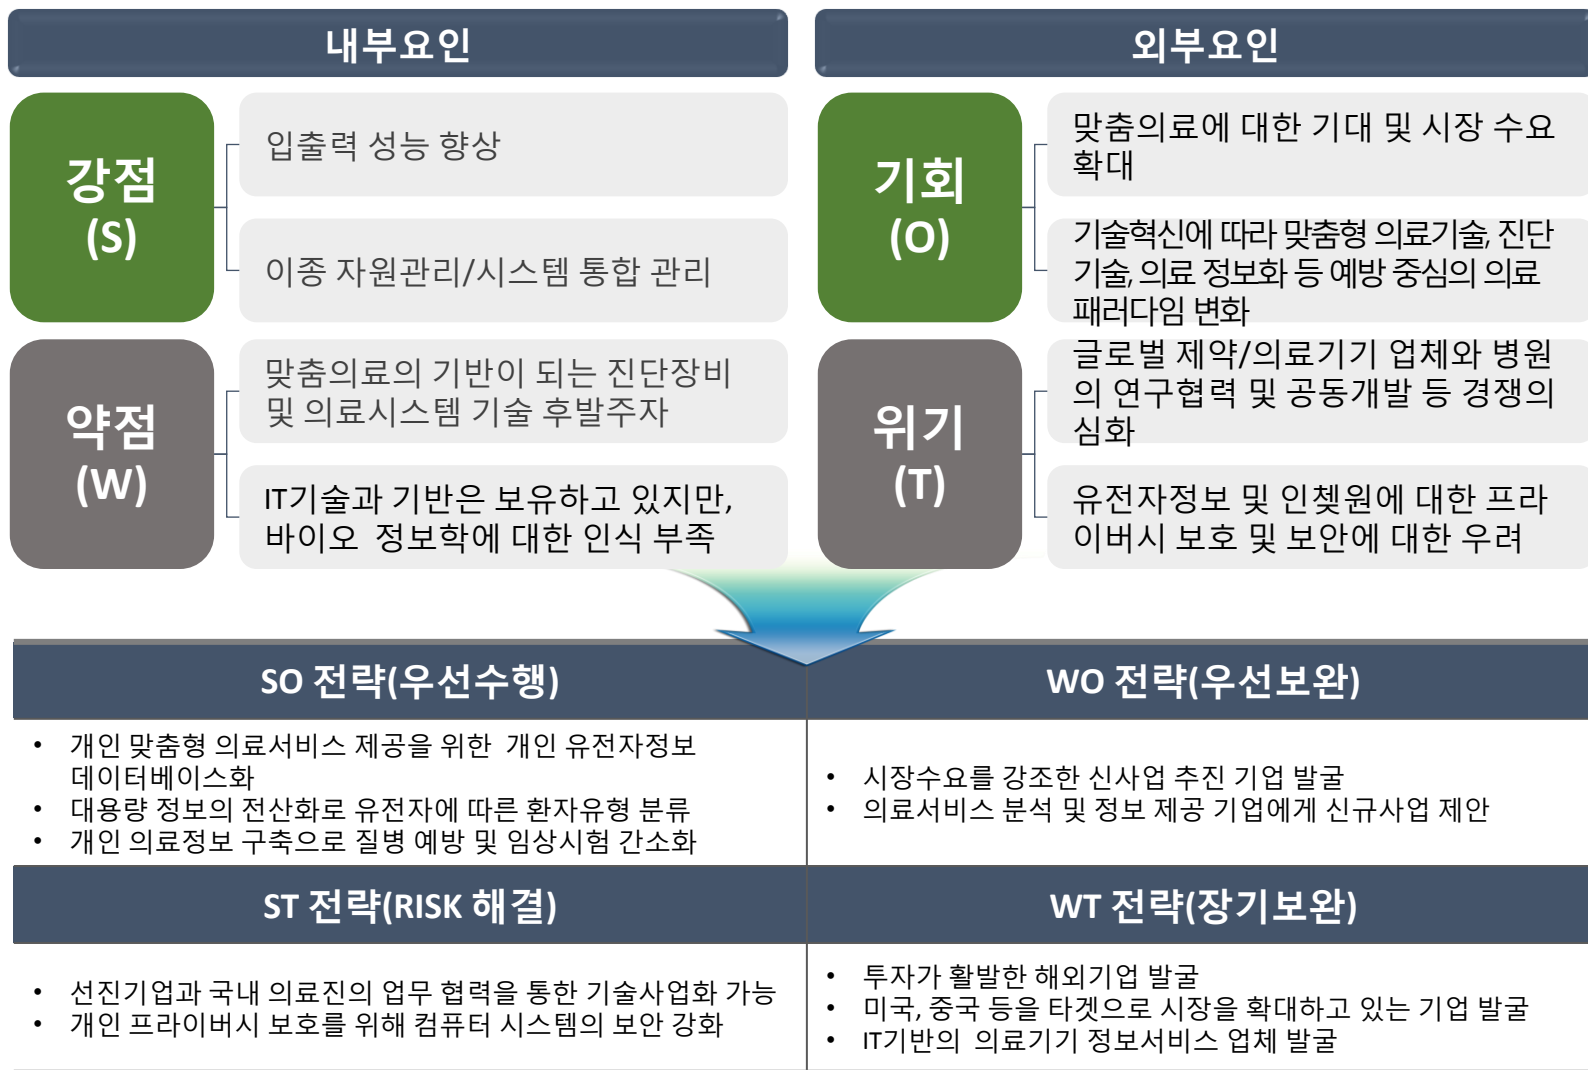 내부요인
강점
(S)
입출력 성능 향상
이종 자원관리/시스템 통합 관리
약점
(W)
맞춤의료의 기반이 되는 진단장비
및 의료시스템 기술 후발주자
IT기술과 기반은 보유하고 있지만,
바이오 정보학에 대한 인식 부족
외부요인
기회
(O)
맞춤의료에 대한 기대 및 시장 수요
확대
기술혁신에 따라 맞춤형 의료기술, 진단
기술, 의료 정보화 등 예방 중심의 의료
패러다임 변화
위기
(T)
글로벌 제약/의료기기 업체와 병원
의 연구협력 및 공동개발 등 경쟁의
심화
유전자정보 및 인쳊원에 대한 프라
이버시 보호 및 보안에 대한 우려
SO 전략(우선수행)
• 개인 맞춤형 의료서비스 제공을 위한 개인 유전자정보
데이터베이스화
• 대용량 정보의 전산화로 유전자에 따른 환자유형 분류
• 개인 의료정보 구축으로 질병 예방 및 임상시험 간소화
WO 전략(우선보완)
• 시장수요를 강조한 신사업 추진 기업 발굴
• 의료서비스 분석 및 정보 제공 기업에게 신규사업 제안
ST 전략(RISK 해결)
• 선진기업과 국내 의료진의 업무 협력을 통한 기술사업화 가능
• 개인 프라이버시 보호를 위해 컴퓨터 시스템의 보안 강화
WT 전략(장기보완)
• 투자가 활발한 해외기업 발굴
• 미국, 중국 등을 타겟으로 시장을 확대하고 있는 기업 발굴
• IT기반의 의료기기 정보서비스 업체 발굴